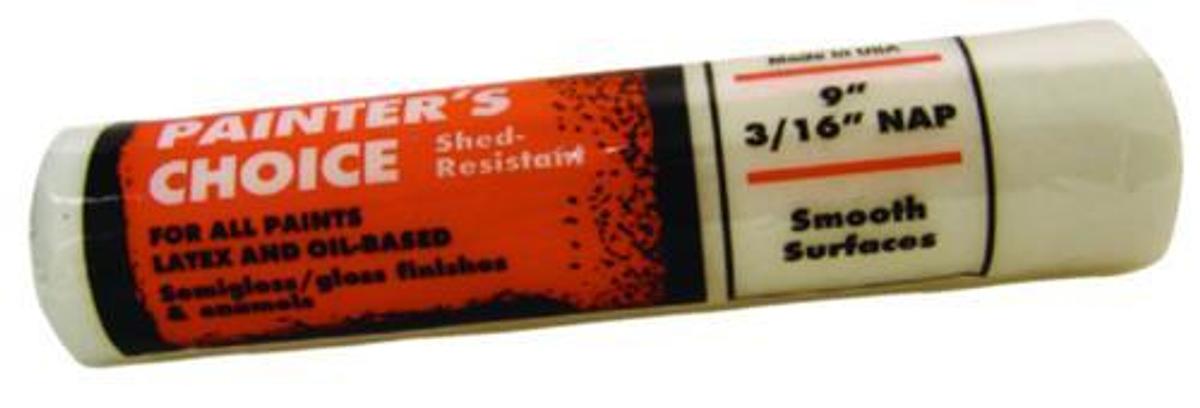 PAINTER'S
CHOICE
Shed-
Resistant
FOR ALL PAINTS
LATEX AND OIL-BASED
Semigloss/gloss finishes
& enamels
Made in USA
9"
3/16" NAP
Smooth
Surfaces